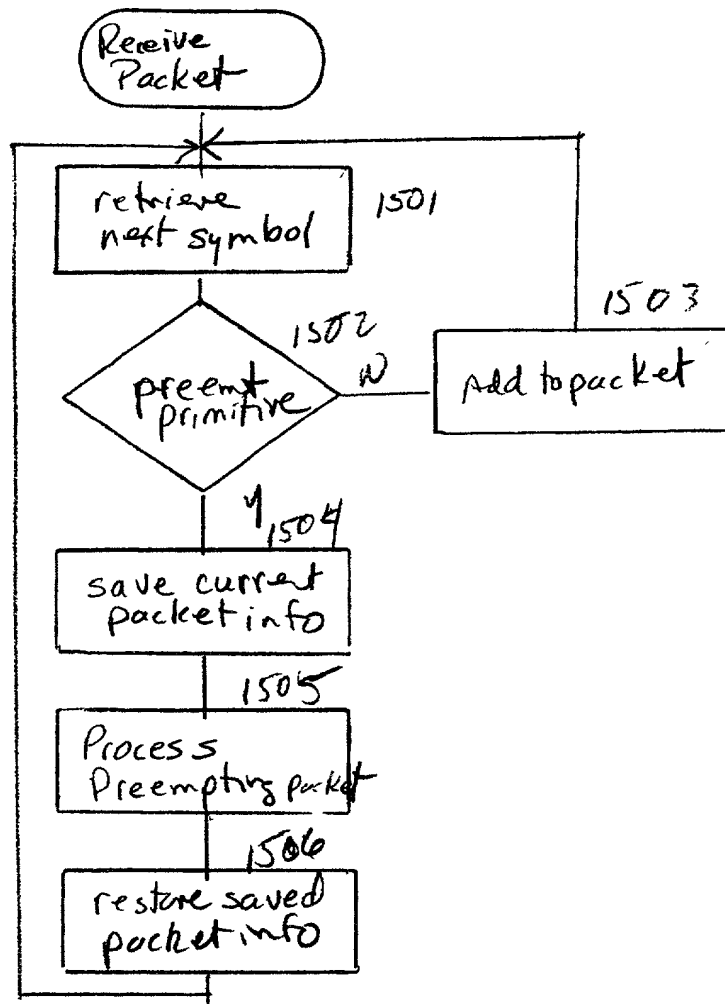 Receive
Packet
retrieve
next symbol
1501
1502
preemt
primitive
N
1503
Add to packet
Y
1504
save current
packet info
1505
Process
Preempting packet
1506
restore saved
packet info